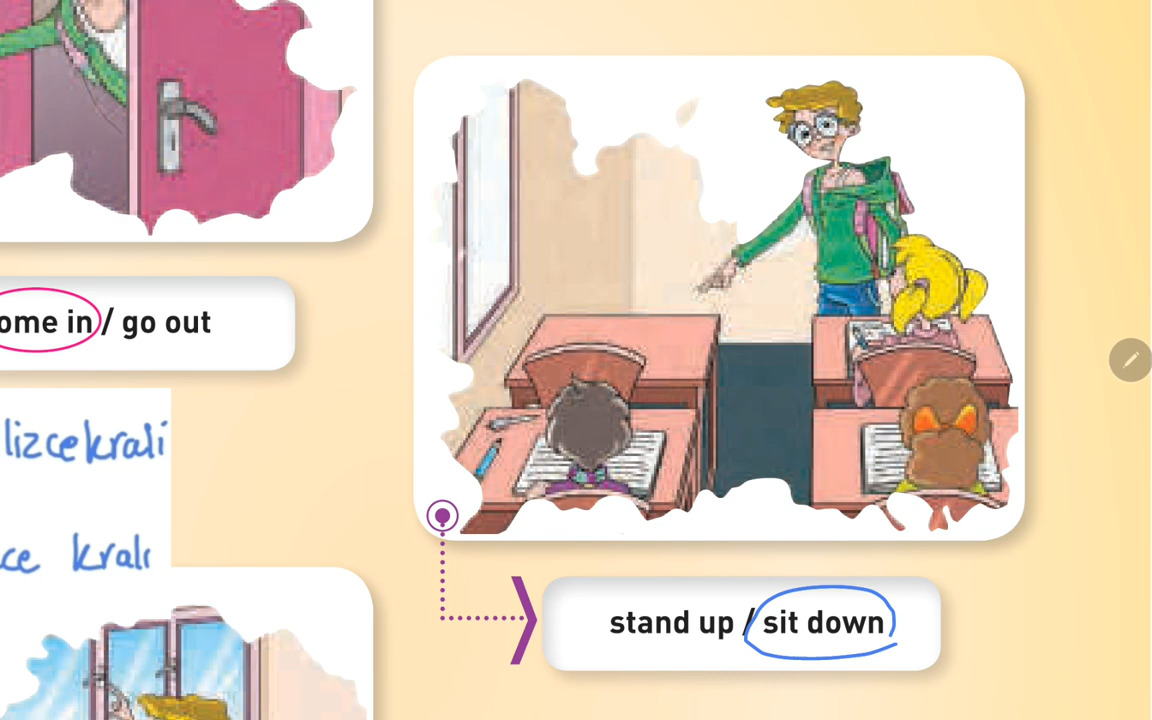 ome in / go out
lizcekrali
ce kralı
stand up / sit down